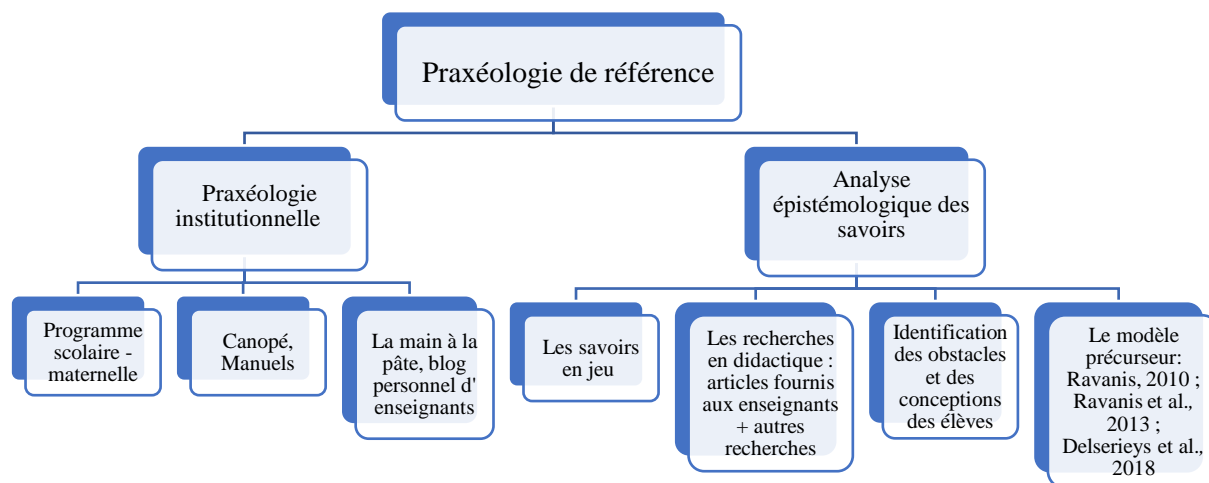 Praxéologie de référence
Praxéologie
institutionnelle
Analyse
épistémologique des
savoirs
Programme
scolaire -
maternelle
Canopé,
Manuels
La main à la
pâte, blog
personnel d'
enseignants
Les savoirs
en jeu
Les recherches
en didactique :
articles fournis
aux enseignants
+ autres
recherches
Identification
des obstacles
et des
conceptions
des élèves
Le modèle
précurseur:
Ravanis, 2010 ;
Ravanis et al.,
2013 ;
Delserieys et al.,
2018